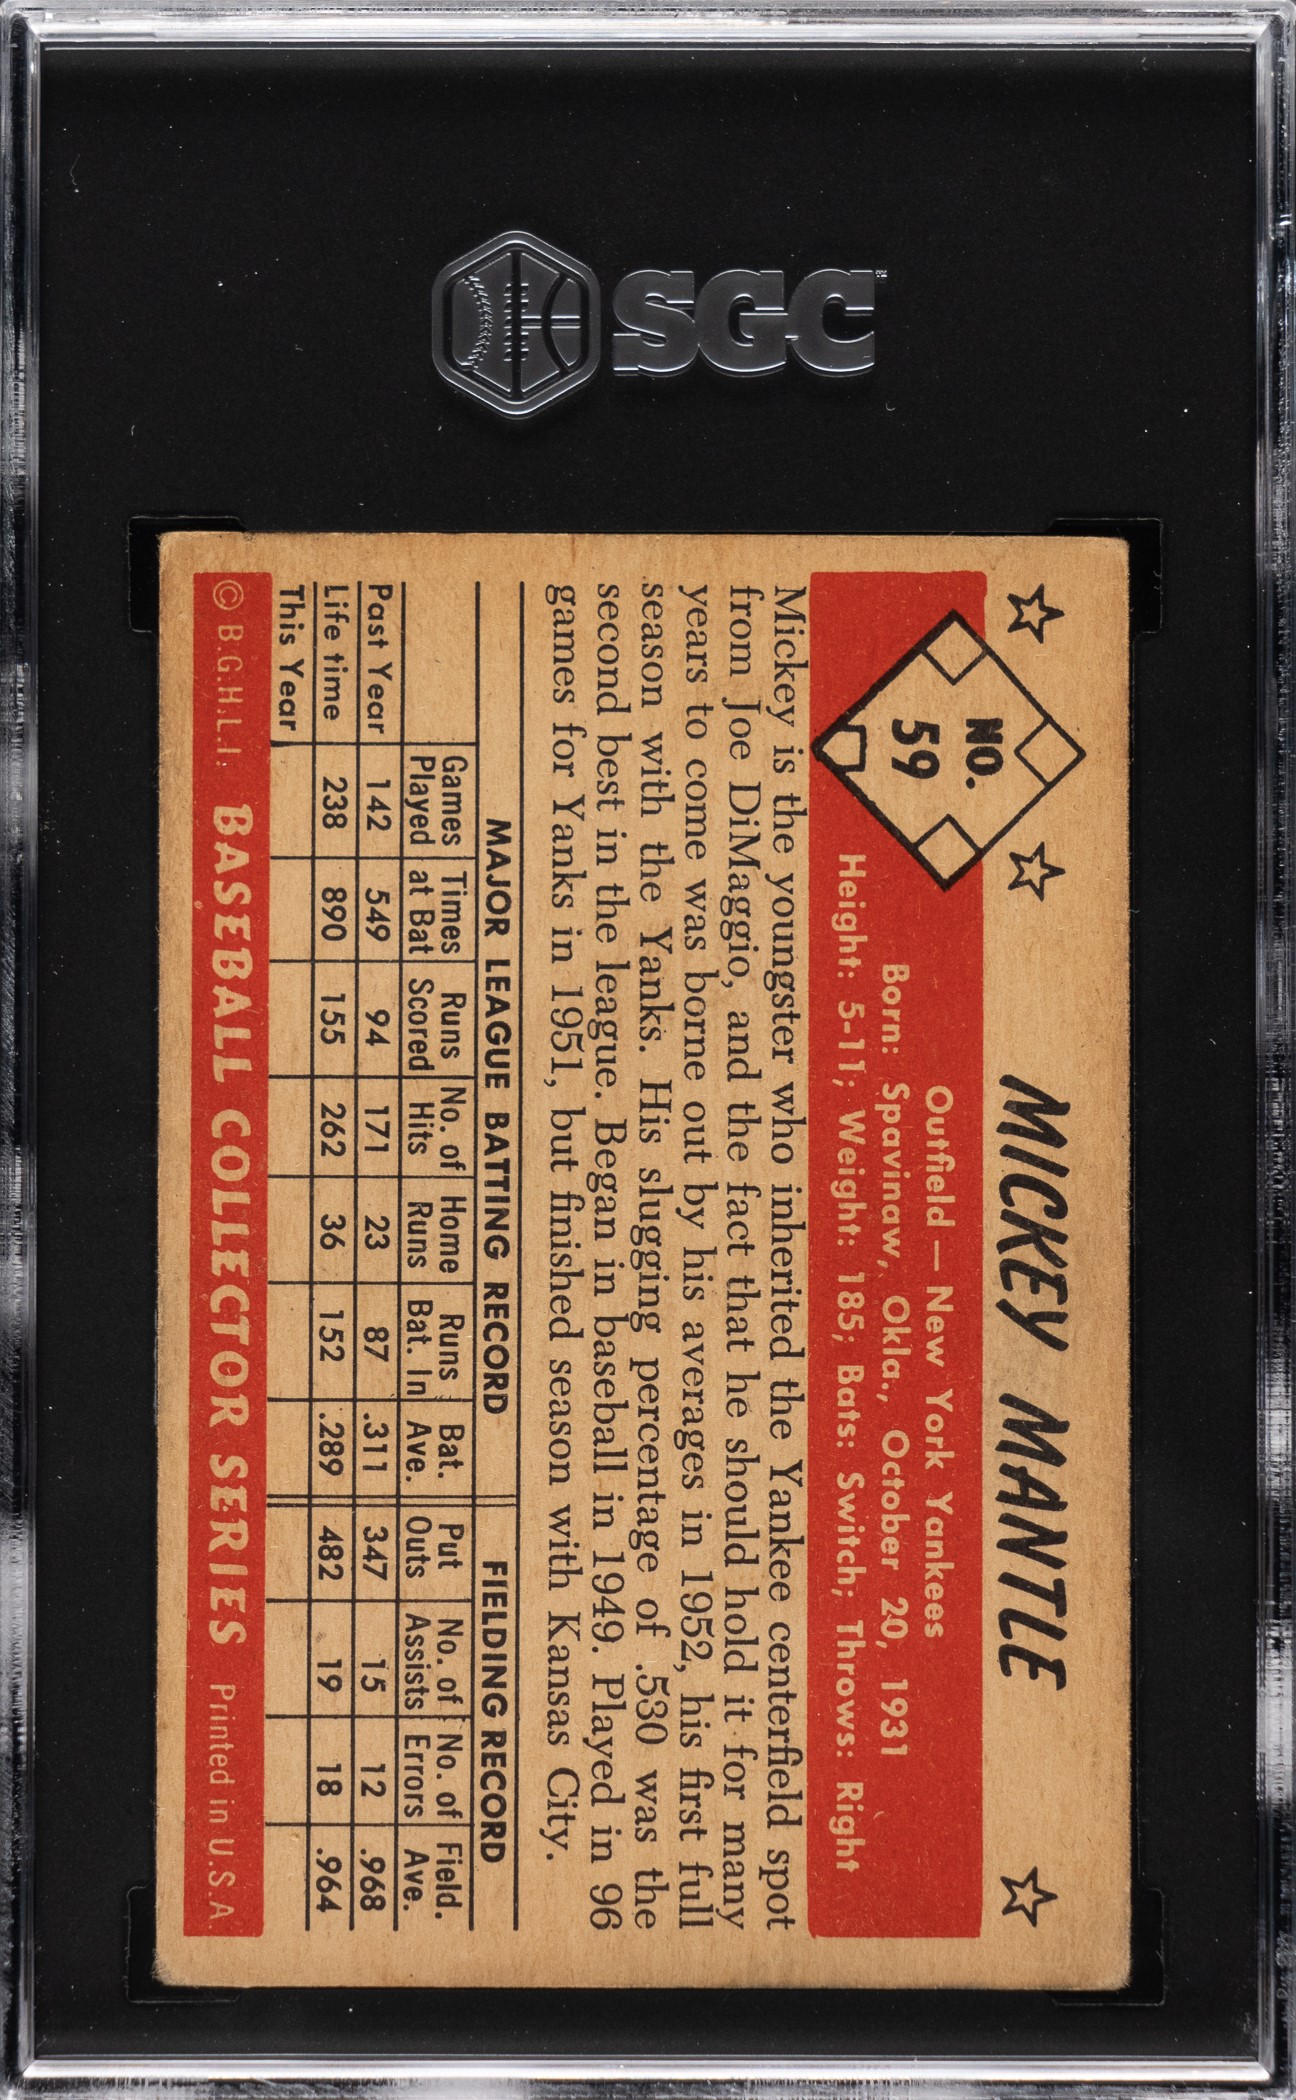 SGC™
MICKEY MANTLE
NO.
59
Outfield — New York Yankees
Born: Spavinaw, Okla., October 20, 1931
Height: 5-11; Weight: 185; Bats: Switch; Throws: Right
Mickey is the youngster who inherited the Yankee centerfield spot
from Joe DiMaggio, and the fact that he should hold it for many
years to come was borne out by his averages in 1952, his first full
season with the Yanks. His slugging percentage of .530 was the
second best in the league. Began in baseball in 1949. Played in 96
games for Yanks in 1951, but finished season with Kansas City.
MAJOR LEAGUE BATTING RECORD FIELDING RECORD
Games Times Runs No. of Home Runs Bat. Put No. of No. of Field.
Played at Bat Scored Hits Runs Bat. In Ave. Outs Assists Errors Ave.
Past Year 142 549 94 171 23 87 .311 347 15 12 .968
Life time 238 890 155 262 36 152 .289 482 19 18 .964
This Year
© B.G.H.L.I. BASEBALL COLLECTOR SERIES Printed in U.S.A.